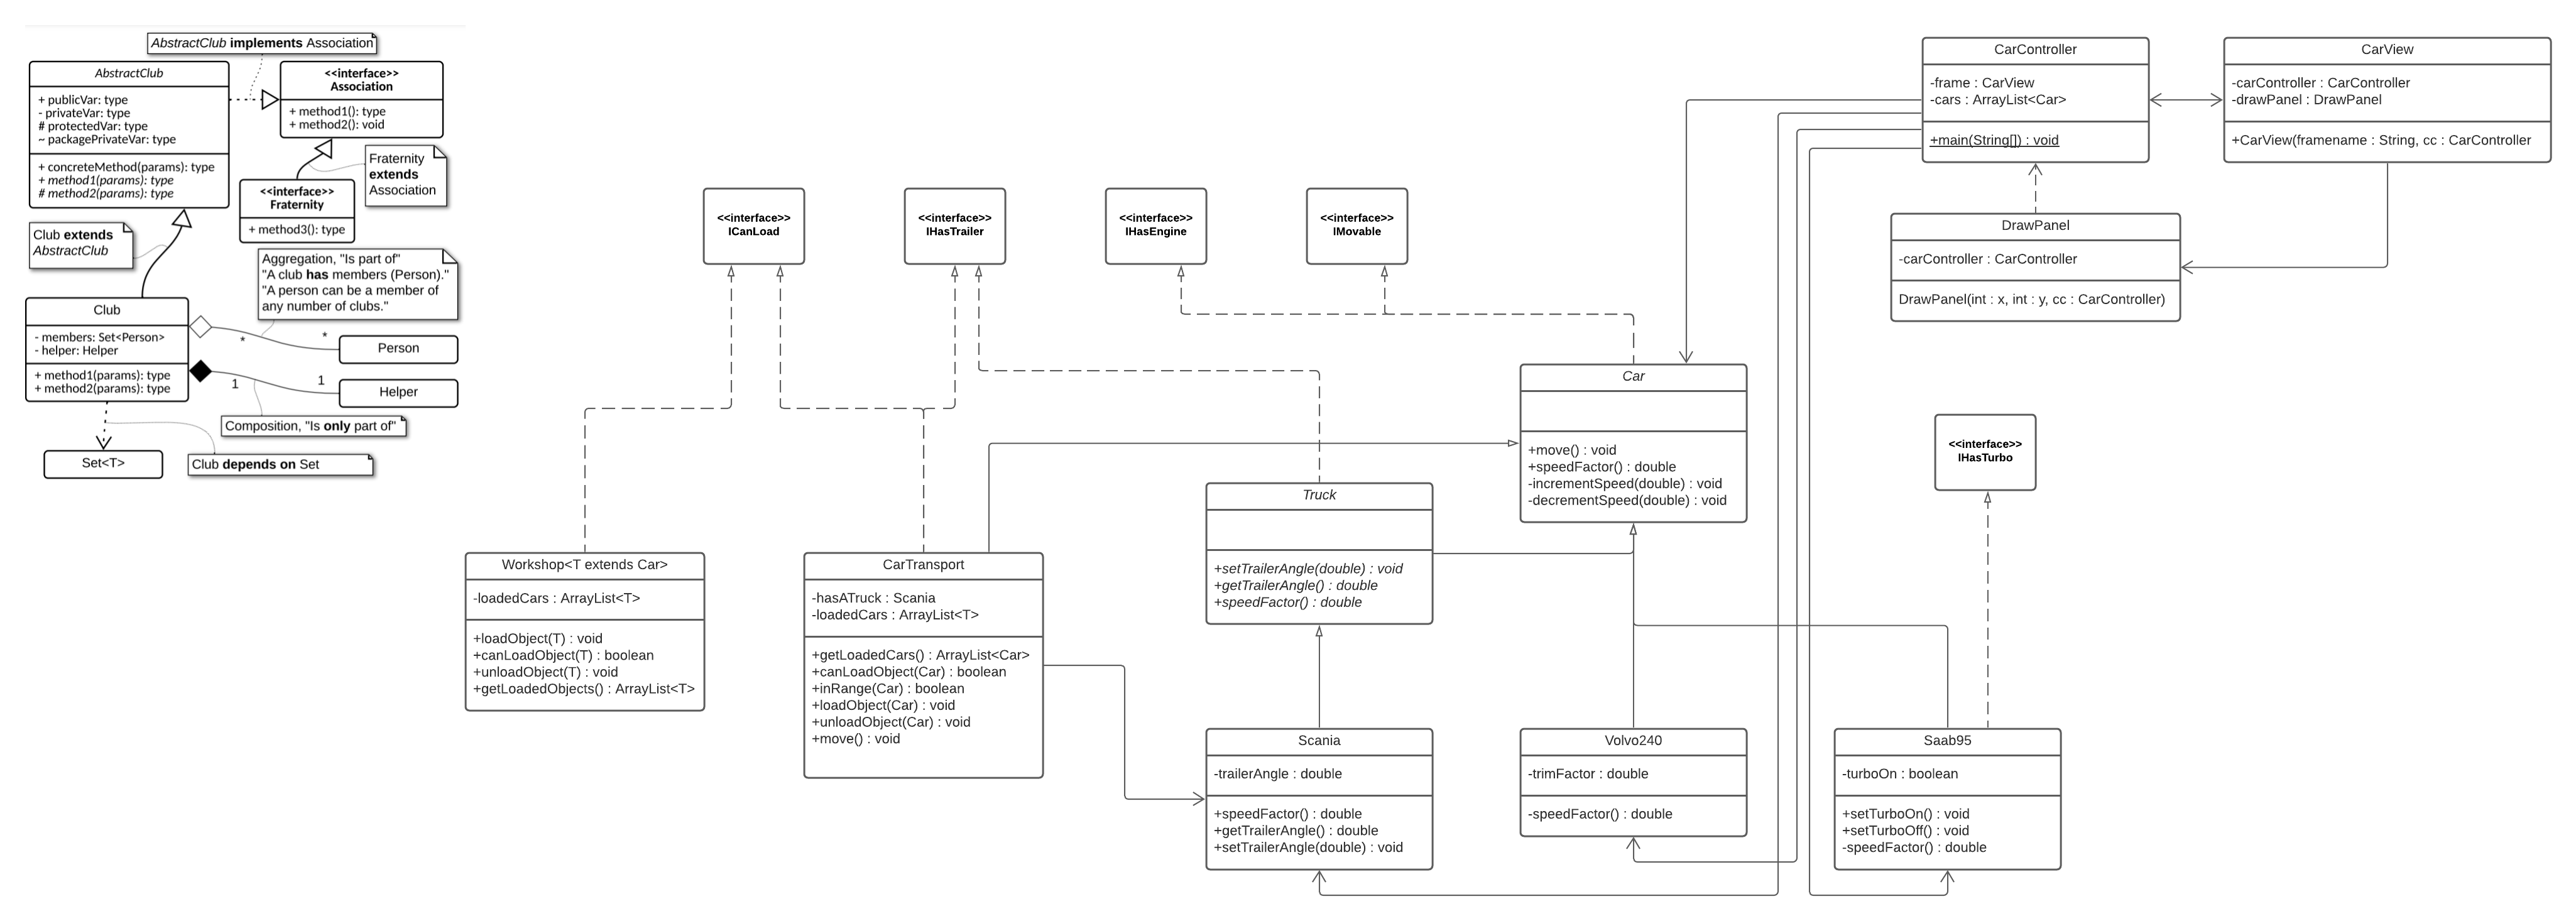 AbstractClub implements Association
AbstractClub
+ publicVar: type
- privateVar: type
# protectedVar: type
~ packagePrivateVar: type
+ concreteMethod(params): type
+ method1(params): type
# method2(params): type
<<interface>>
Association
+ method1(): type
+ method2(): void
Fraternity
extends
Association
<<interface>>
Fraternity
+ method3(): type
Club extends
AbstractClub
Aggregation, "Is part of"
"A club has members (Person)."
"A person can be a member of
any number of clubs."
Club
- members: Set<Person>
- helper: Helper
+ method1(params): type
+ method2(params): type
*
*
Person
1
1
Helper
Composition, "Is only part of"
Set<T>
Club depends on Set
<<interface>>
ICanLoad
<<interface>>
IHasTrailer
<<interface>>
IHasEngine
<<interface>>
IMovable
CarController
-frame : CarView
-cars : ArrayList<Car>
+main(String[]) : void
CarView
-carController : CarController
-drawPanel : DrawPanel
+CarView(framename : String, cc : CarController
DrawPanel
-carController : CarController
DrawPanel(int : x, int : y, cc : CarController)
Car
+move() : void
+speedFactor() : double
-incrementSpeed(double) : void
-decrementSpeed(double) : void
<<interface>>
IHasTurbo
Truck
+setTrailerAngle(double) : void
+getTrailerAngle() : double
+speedFactor() : double
Workshop<T extends Car>
-loadedCars : ArrayList<T>
+loadObject(T) : void
+canLoadObject(T) : boolean
+unloadObject(T) : void
+getLoadedObjects() : ArrayList<T>
CarTransport
-hasATruck : Scania
-loadedCars : ArrayList<T>
+getLoadedCars() : ArrayList<Car>
+canLoadObject(Car) : boolean
+inRange(Car) : boolean
+loadObject(Car) : void
+unloadObject(Car) : void
+move() : void
Scania
-trailerAngle : double
+speedFactor() : double
+getTrailerAngle() : double
+setTrailerAngle(double) : void
Volvo240
-trimFactor : double
-speedFactor() : double
Saab95
-turboOn : boolean
+setTurboOn() : void
+setTurboOff() : void
-speedFactor() : double